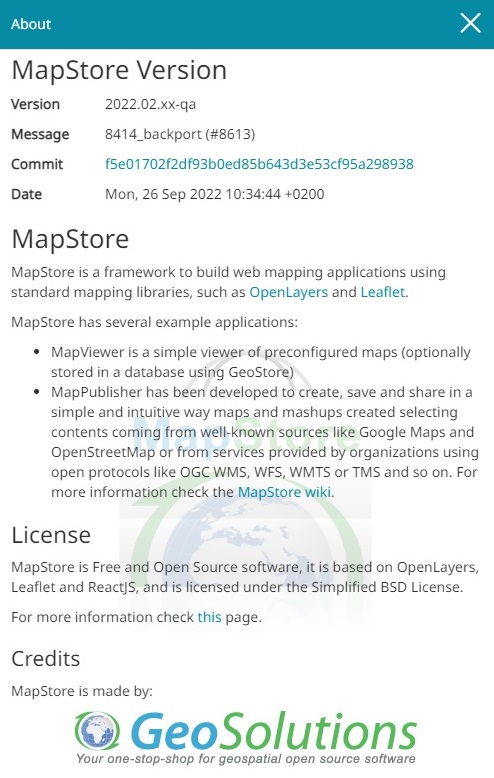 About
MapStore Version
Version 2022.02.xx-qa
Message 8414_backport (#8613)
Commit f5e01702f2df93b0ed85b643d3e53cf95a298938
Date Mon, 26 Sep 2022 10:34:44 +0200
MapStore
MapStore is a framework to build web mapping applications using
standard mapping libraries, such as OpenLayers and Leaflet.
MapStore has several example applications:
• MapViewer is a simple viewer of preconfigured maps (optionally
stored in a database using GeoStore)
• MapPublisher has been developed to create, save and share in a
simple and intuitive way maps and mashups created selecting
contents coming from well-known sources like Google Maps and
OpenStreetMap or from services provided by organizations using
open protocols like OGC WMS, WFS, WMTS or TMS and so on. For
more information check the MapStore wiki.
MapStore
License
MapStore is Free and Open Source software, it is based on OpenLayers,
Leaflet and ReactJS, and is licensed under the Simplified BSD License.
For more information check this page.
Credits
MapStore is made by:
GeoSolutions
Your one-stop-shop for geospatial open source software